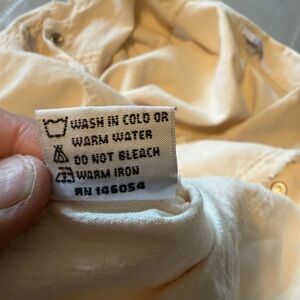 WASH IN COLD OR
WARM WATER
DO NOT BLEACH
WARM IRON
RN 146054